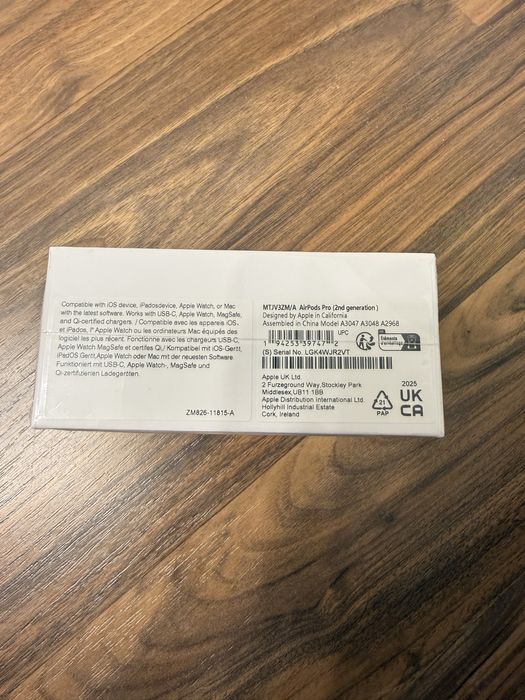 Compatible with iOS device, iPadosdevice, Apple Watch, or Mac
with the latest software. Works with USB-C, Apple Watch, MagSafe,
and Qi-certified chargers. / Compatible avec les appareils iOS,
et iPados, l' Apple Watch ou les ordinateurs Mac équipés des
logiciel les plus récent. Fonctionne avec les chargeurs USB-C,
Apple Watch MagSafe et certifes Qi,/ Kompatibel mit iOS-Gertit,
iPadOS Gerit,Apple Watch oder Mac mit der neuesten Software.
Funktioniert mit USB-C, Apple Watch-, MagSafe und
Qi-zertifizierten Ladegeräten.
ZM826-11815-A
MTJV3ZM/A AirPods Pro (2nd generation )
Designed by Apple in California
Assembled in China Model A3047 A3048 A2968
UPC
1 94253 39747 2
(S) Serial No. LGK4WJR2VT
Éléments
d'emballage
Apple UK Ltd.
2 Furzeground Way,Stockley Park
Middlesex,UB11 1BB
Apple Distribution International Ltd.
Hollyhill Industrial Estate
Cork, Ireland
21
PAP
2025
UK
CA